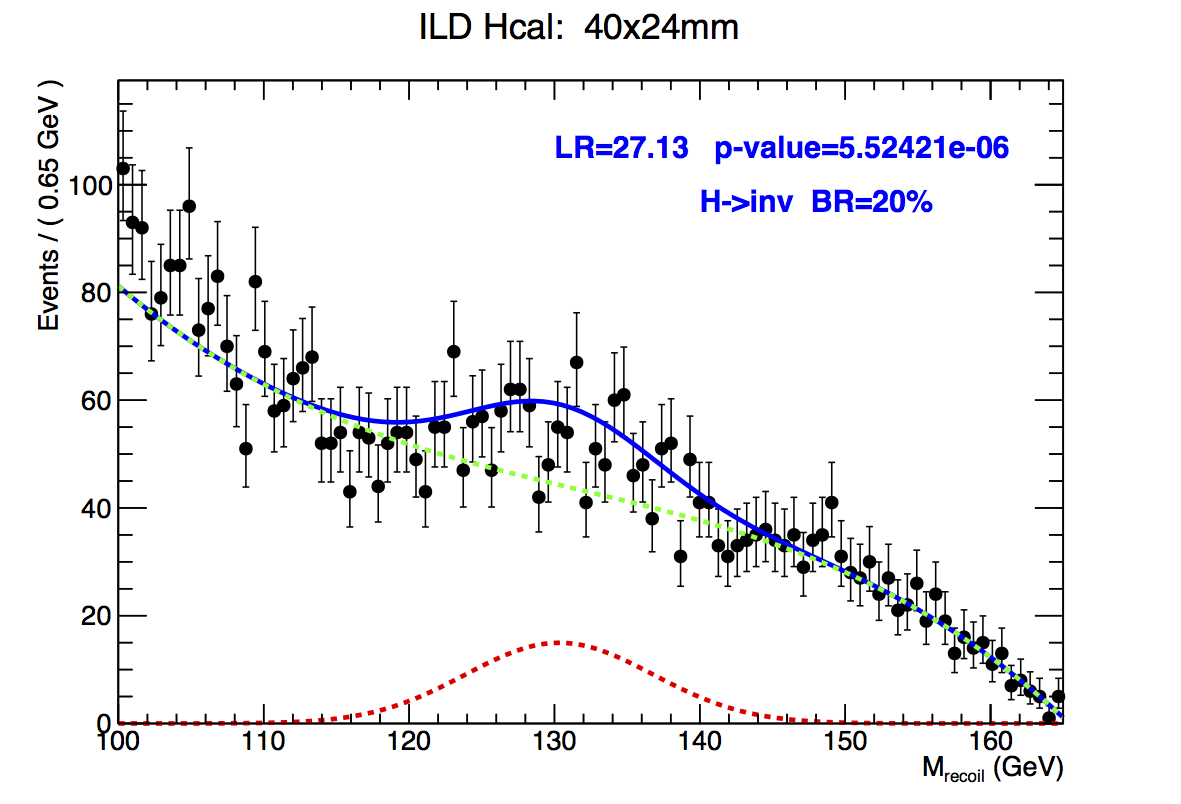 ILD Hcal: 40x24mm
Events / ( 0.65 GeV )
LR=27.13 p-value=5.52421e-06
H->inv BR=20%
100
80
60
40
20
0
100 110 120 130 140 150 160
M_recoil (GeV)